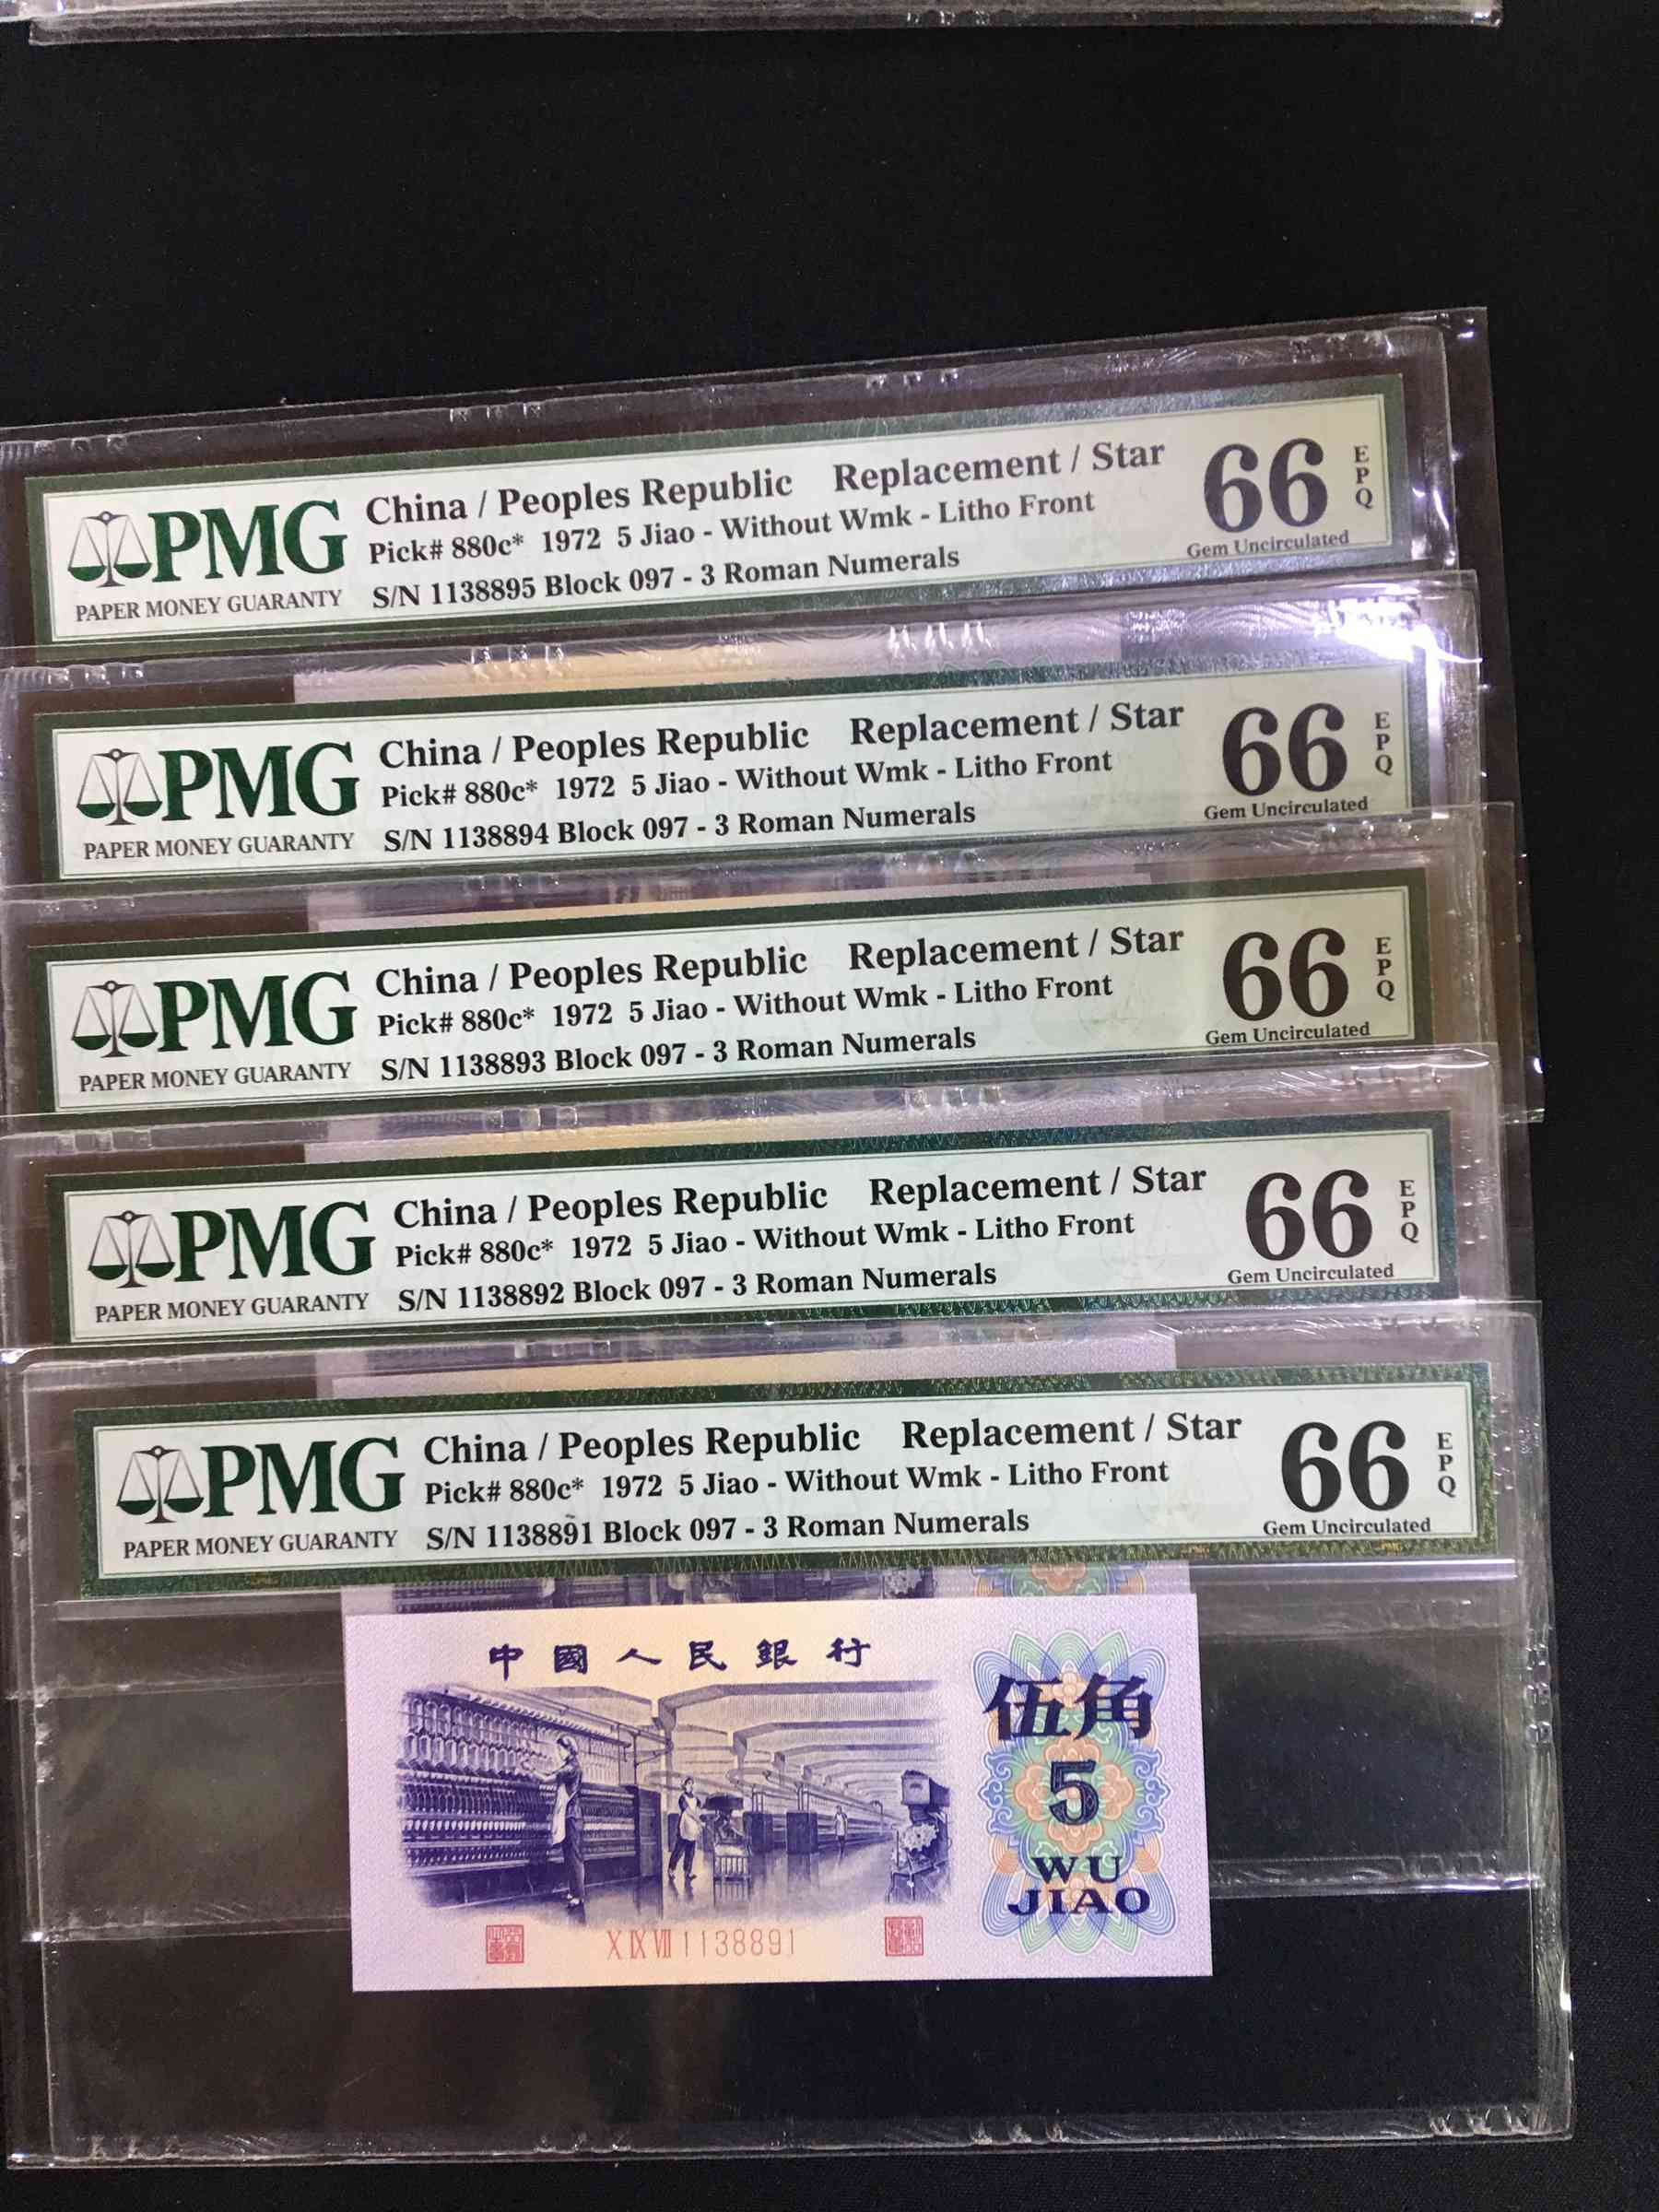 China / Peoples Republic Replacement / Star
PMG
Pick# 880c* 1972 5 Jiao - Without Wmk - Litho Front
66
EPQ
PAPER MONEY GUARANTY
S/N 1138895 Block 097 - 3 Roman Numerals
Gem Uncirculated
China / Peoples Republic Replacement / Star
PMG
Pick# 880c* 1972 5 Jiao - Without Wmk - Litho Front
66
EPQ
PAPER MONEY GUARANTY
S/N 1138894 Block 097 - 3 Roman Numerals
Gem Uncirculated
China / Peoples Republic Replacement / Star
PMG
Pick# 880c* 1972 5 Jiao - Without Wmk - Litho Front
66
EPQ
PAPER MONEY GUARANTY
S/N 1138893 Block 097 - 3 Roman Numerals
Gem Uncirculated
China / Peoples Republic Replacement / Star
PMG
Pick# 880c* 1972 5 Jiao - Without Wmk - Litho Front
66
EPQ
PAPER MONEY GUARANTY
S/N 1138892 Block 097 - 3 Roman Numerals
Gem Uncirculated
China / Peoples Republic Replacement / Star
PMG
Pick# 880c* 1972 5 Jiao - Without Wmk - Litho Front
66
EPQ
PAPER MONEY GUARANTY
S/N 1138891 Block 097 - 3 Roman Numerals
Gem Uncirculated
中國人民銀行
伍角
5
WU
JIAO
X IX VII 1138891